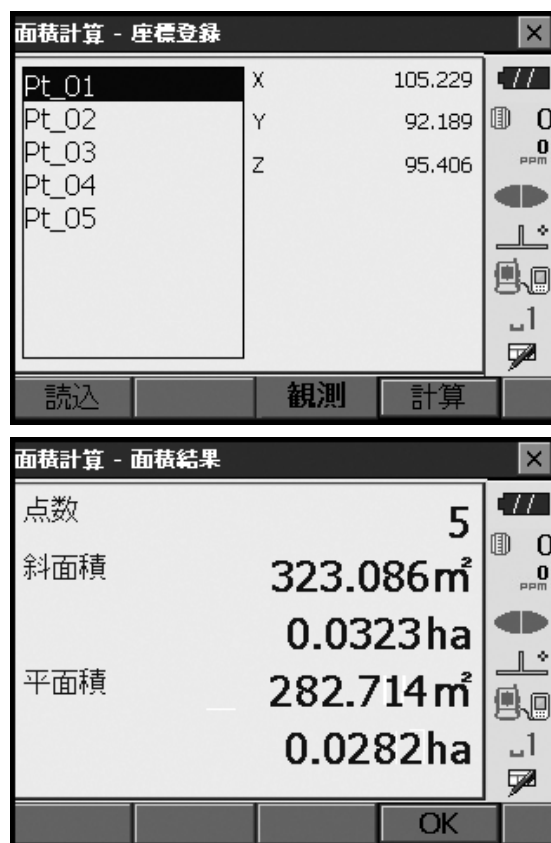 面積計算 - 座標登録
Pt_01
Pt_02
Pt_03
Pt_04
Pt_05
X 105.229
Y 92.189
Z 95.406
0
0
PPM
1
読込 観測 計算
面積計算 - 面積結果
点数 5
斜面積 323.086㎡
0.0323ha
平面積 282.714㎡
0.0282ha
0
0
PPM
1
OK